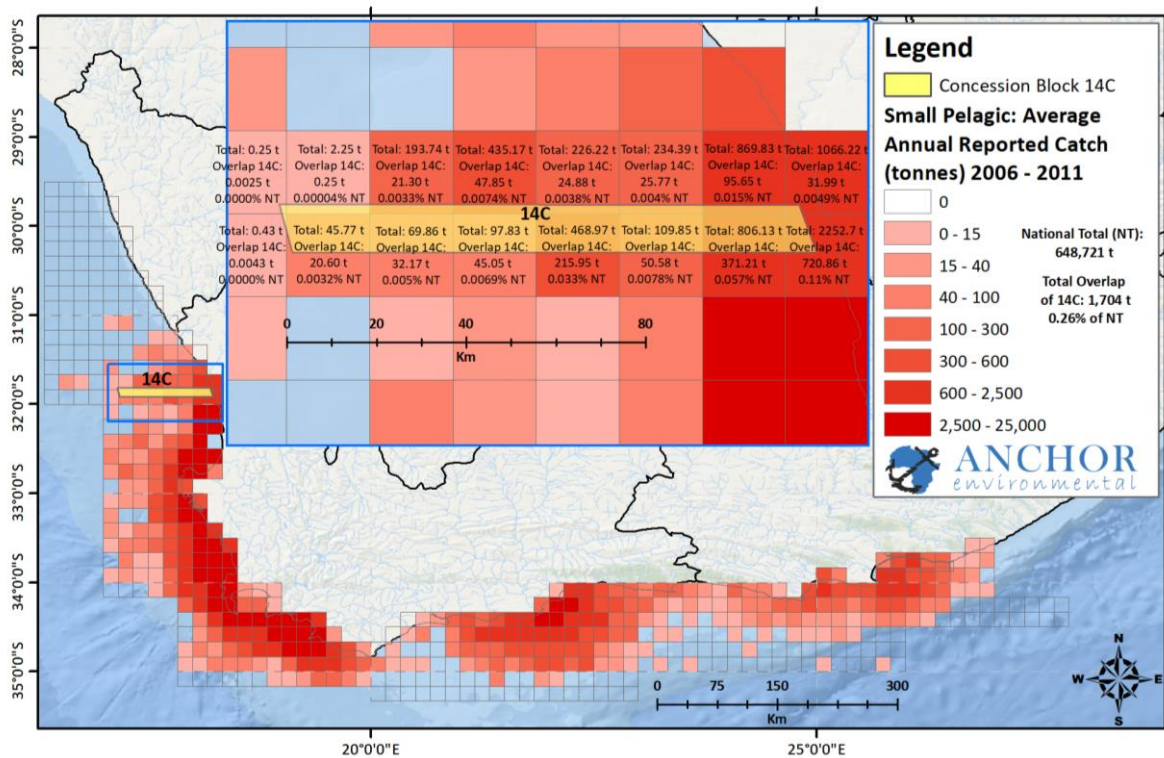 28°0'0"S
29°0'0"S
30°0'0"S
31°0'0"S
32°0'0"S
33°0'0"S
34°0'0"S
35°0'0"S
Total: 0.25 t
Overlap 14C:
0.0025 t
0.0000% NT
Total: 2.25 t
Overlap 14C:
0.25 t
0.00004% NT
Total: 193.74 t
Overlap 14C:
21.30 t
0.0033% NT
Total: 435.17 t
Overlap 14C:
47.85 t
0.0074% NT
Total: 226.22 t
Overlap 14C:
24.88 t
0.0038% NT
Total: 234.39 t
Overlap 14C:
25.77 t
0.004% NT
Total: 869.83 t
Overlap 14C:
95.65 t
0.015% NT
Total: 1066.22 t
Overlap 14C:
31.99 t
0.0049% NT
14C
Total: 0.43 t
Overlap 14C:
0.0043 t
0.0000% NT
Total: 45.77 t
Overlap 14C:
20.60 t
0.0032% NT
Total: 69.86 t
Overlap 14C:
32.17 t
0.005% NT
Total: 97.83 t
Overlap 14C:
45.05 t
0.0069% NT
Total: 468.97 t
Overlap 14C:
215.95 t
0.033% NT
Total: 109.85 t
Overlap 14C:
50.58 t
0.0078% NT
Total: 806.13 t
Overlap 14C:
371.21 t
0.057% NT
Total: 2252.7 t
Overlap 14C:
720.86 t
0.11% NT
0 20 40 80
Km
14C
Legend
Concession Block 14C
Small Pelagic: Average
Annual Reported Catch
(tonnes) 2006 - 2011
0
0 - 15
15 - 40
40 - 100
100 - 300
300 - 600
600 - 2,500
2,500 - 25,000
National Total (NT):
648,721 t
Total Overlap
of 14C: 1,704 t
0.26% of NT
ANCHOR
environmental
0 75 150 300
Km
N
W E
S
20°0'0"E
25°0'0"E